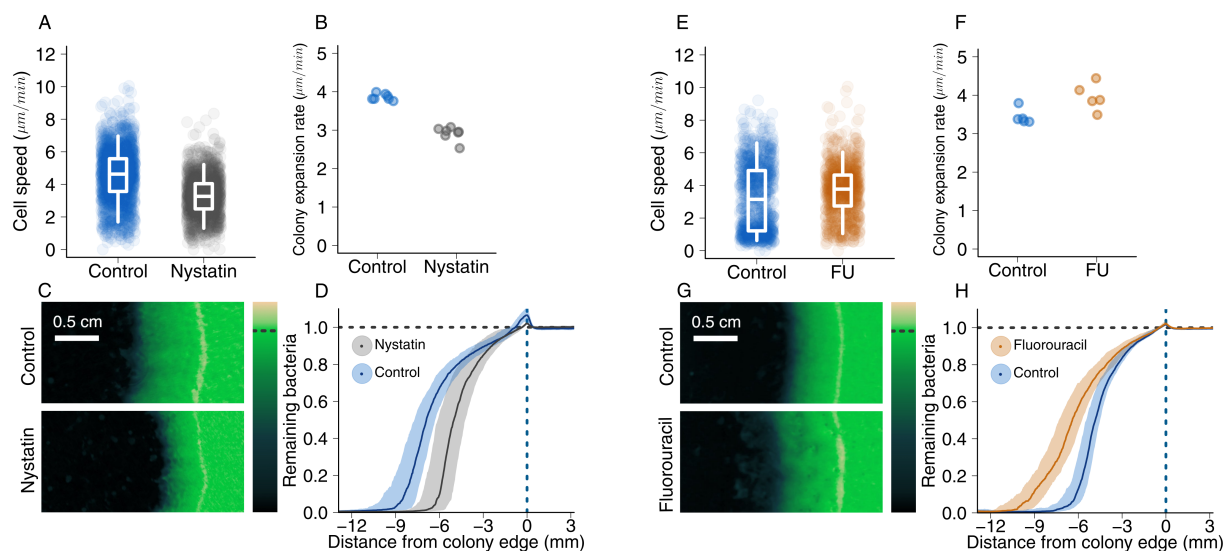 A
Cell speed (μm/min)
12
10
8
6
4
2
0
Control
Nystatin
B
Colony expansion rate (μm/min)
5
4
3
2
1
0
Control
Nystatin
C
Control
0.5 cm
Nystatin
D
Remaining bacteria
1.0
0.8
0.6
0.4
0.2
0.0
Nystatin
Control
−12
−9
−6
−3
0
3
Distance from colony edge (mm)
E
Cell speed (μm/min)
12
10
8
6
4
2
0
Control
FU
F
Colony expansion rate (μm/min)
5
4
3
2
1
0
Control
FU
G
Control
0.5 cm
Fluorouracil
H
Remaining bacteria
1.0
0.8
0.6
0.4
0.2
0.0
Fluorouracil
Control
−12
−9
−6
−3
0
3
Distance from colony edge (mm)